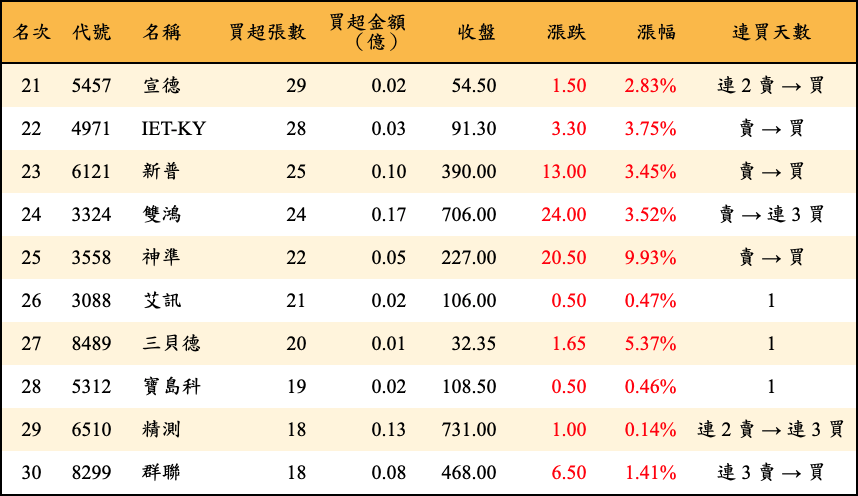 名次 代號 名稱 買超張數 買超金額（億） 收盤 漲跌 漲幅 連買天數
21 5457 宣德 29 0.02 54.50 1.50 2.83% 連 2 賣 → 買
22 4971 IET-KY 28 0.03 91.30 3.30 3.75% 賣 → 買
23 6121 新普 25 0.10 390.00 13.00 3.45% 賣 → 買
24 3324 雙鴻 24 0.17 706.00 24.00 3.52% 賣 → 連 3 買
25 3558 神準 22 0.05 227.00 20.50 9.93% 賣 → 買
26 3088 艾訊 21 0.02 106.00 0.50 0.47% 1
27 8489 三貝德 20 0.01 32.35 1.65 5.37% 1
28 5312 寶島科 19 0.02 108.50 0.50 0.46% 1
29 6510 精測 18 0.13 731.00 1.00 0.14% 連 2 賣 → 連 3 買
30 8299 群聯 18 0.08 468.00 6.50 1.41% 連 3 賣 → 買